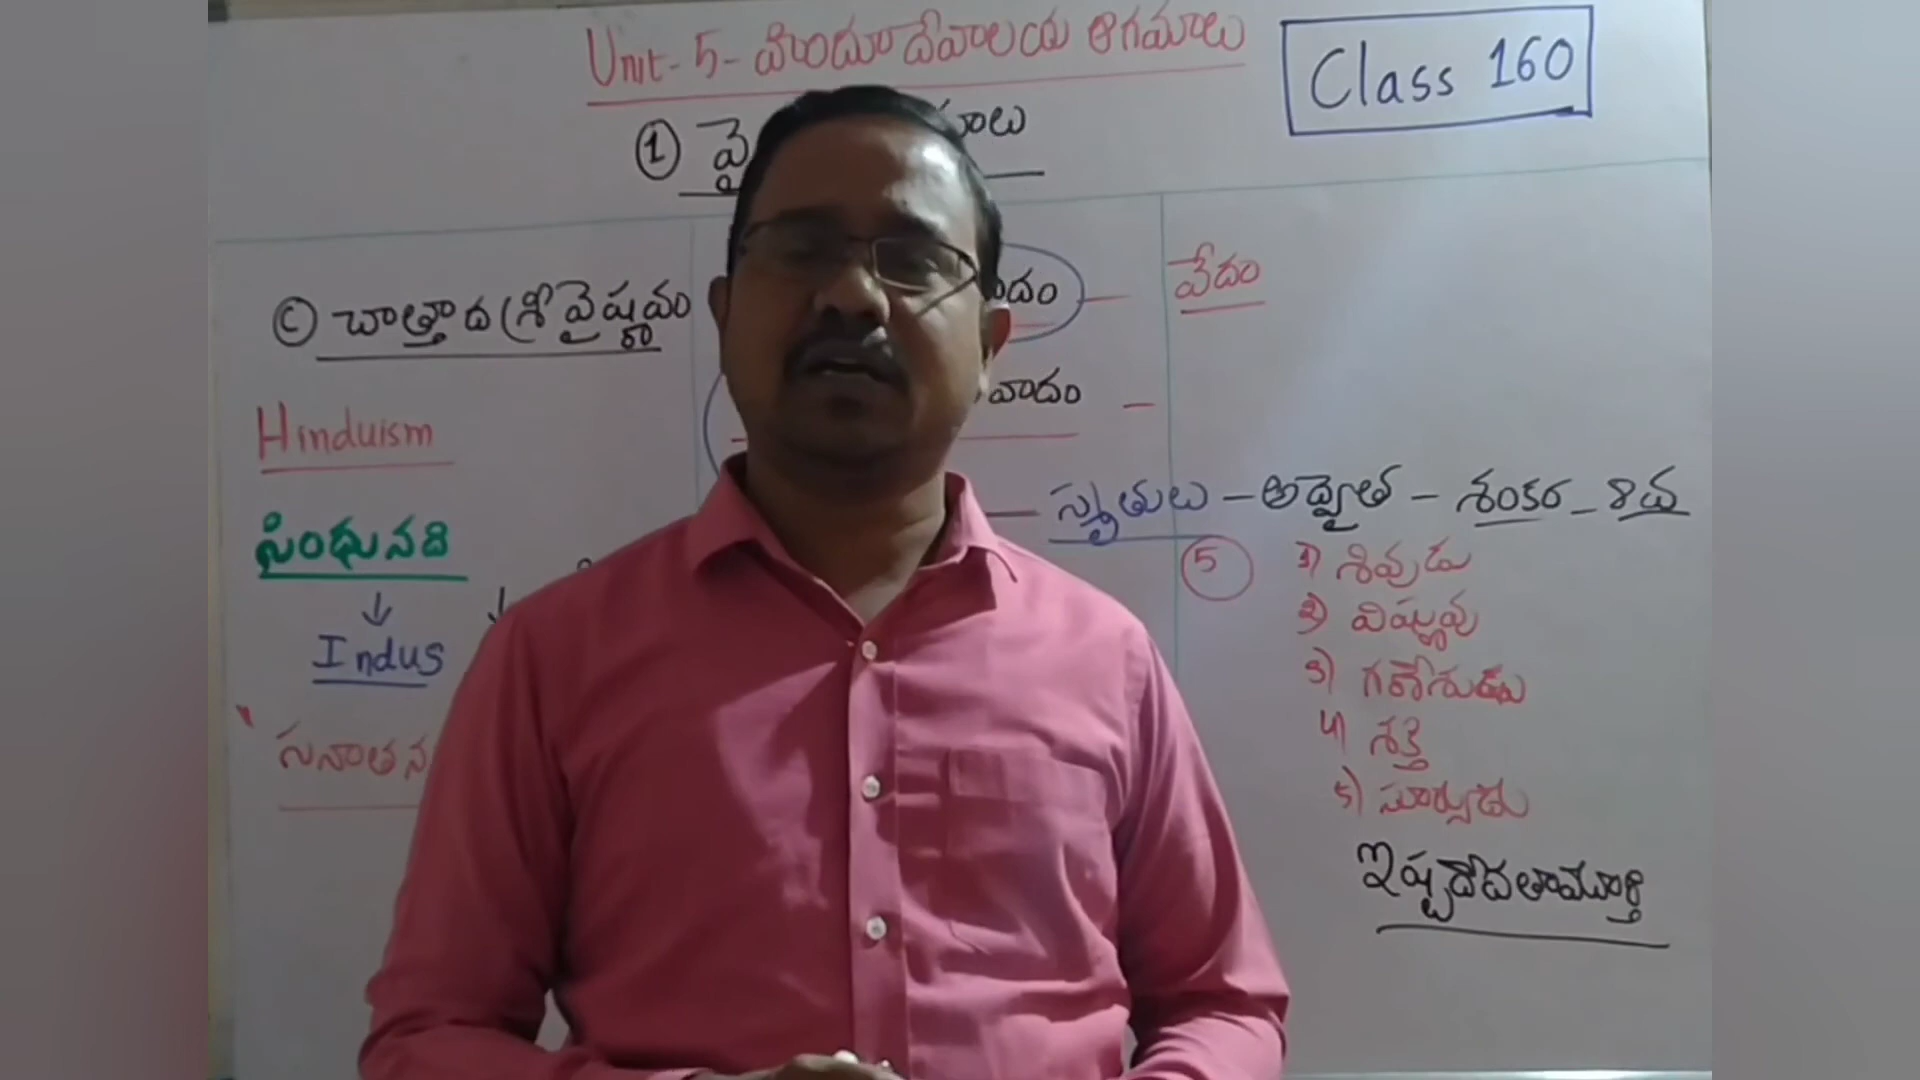 Unit - 5 - హిందూ దేవాలయ ఆగమాలు
Class 160
①
© చాత్తాద శ్రీవైష్ణవం
వేదం
Hinduism
వాదం
సింధునది
స్మృతులు – అద్వైత – శంకర – 8వ
Indus
5
1) శివుడు
2) విష్ణువు
3) గణేశుడు
4) శక్తి
5) సూర్యుడు
ఇష్టదేవతామూర్తి